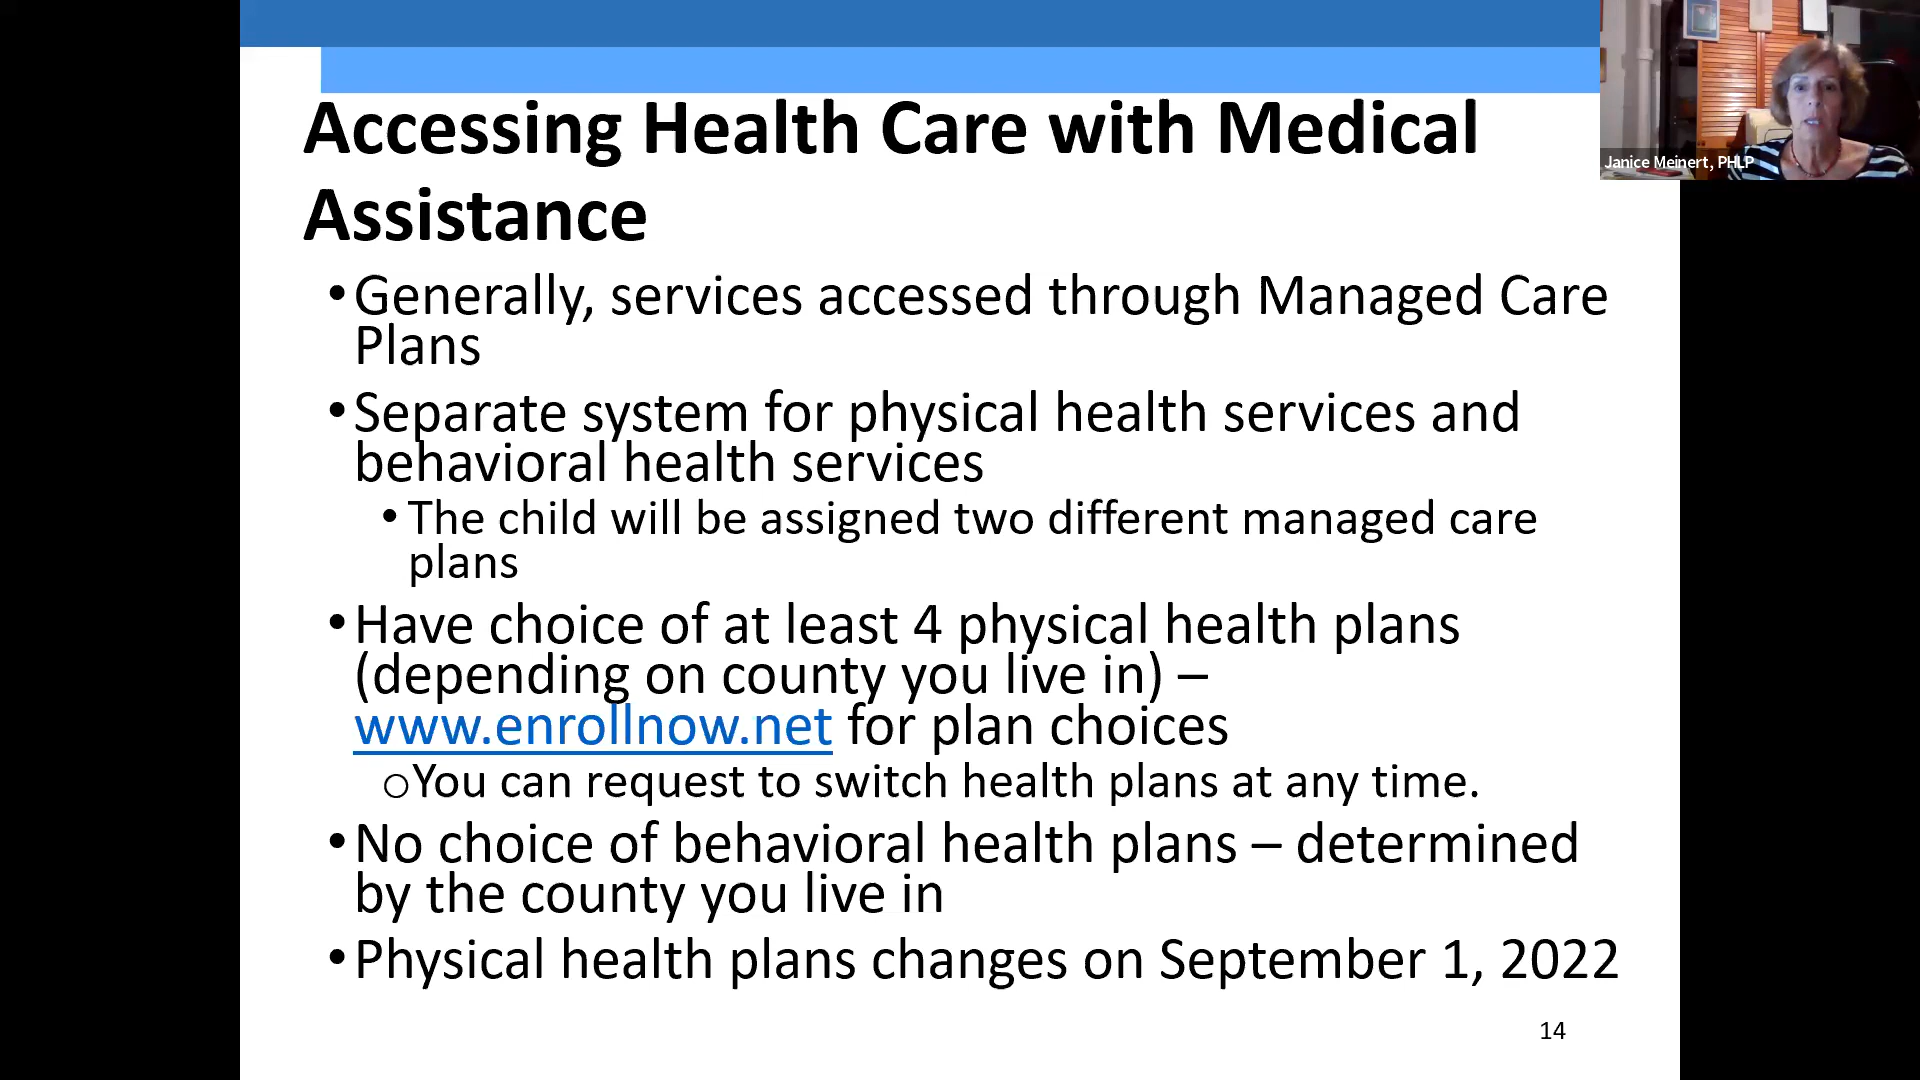 Accessing Health Care with Medical
Assistance
•Generally, services accessed through Managed Care
Plans
•Separate system for physical health services and
behavioral health services
•The child will be assigned two different managed care
plans
•Have choice of at least 4 physical health plans
(depending on county you live in) –
www.enrollnow.net for plan choices
oYou can request to switch health plans at any time.
•No choice of behavioral health plans – determined
by the county you live in
•Physical health plans changes on September 1, 2022
14
Janice Meinert, PHLP